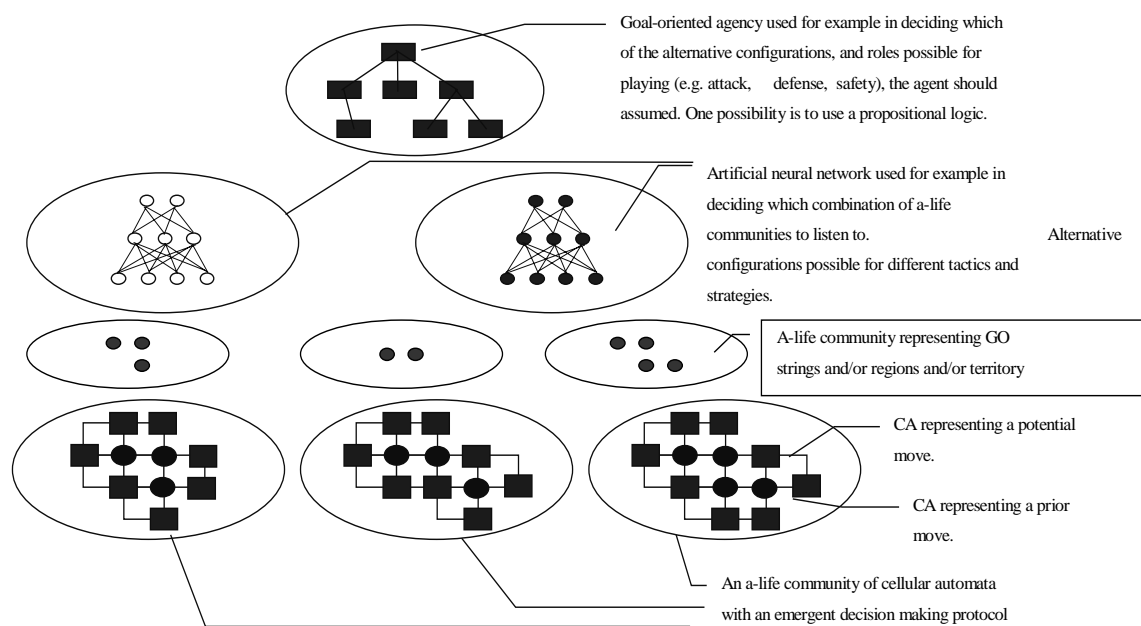 Goal-oriented agency used for example in deciding which
of the alternative configurations, and roles possible for
playing (e.g. attack, defense, safety), the agent should
assumed. One possibility is to use a propositional logic.
Artificial neural network used for example in
deciding which combination of a-life
communities to listen to. Alternative
configurations possible for different tactics and
strategies.
A-life community representing GO
strings and/or regions and/or territory
CA representing a potential
move.
CA representing a prior
move.
An a-life community of cellular automata
with an emergent decision making protocol